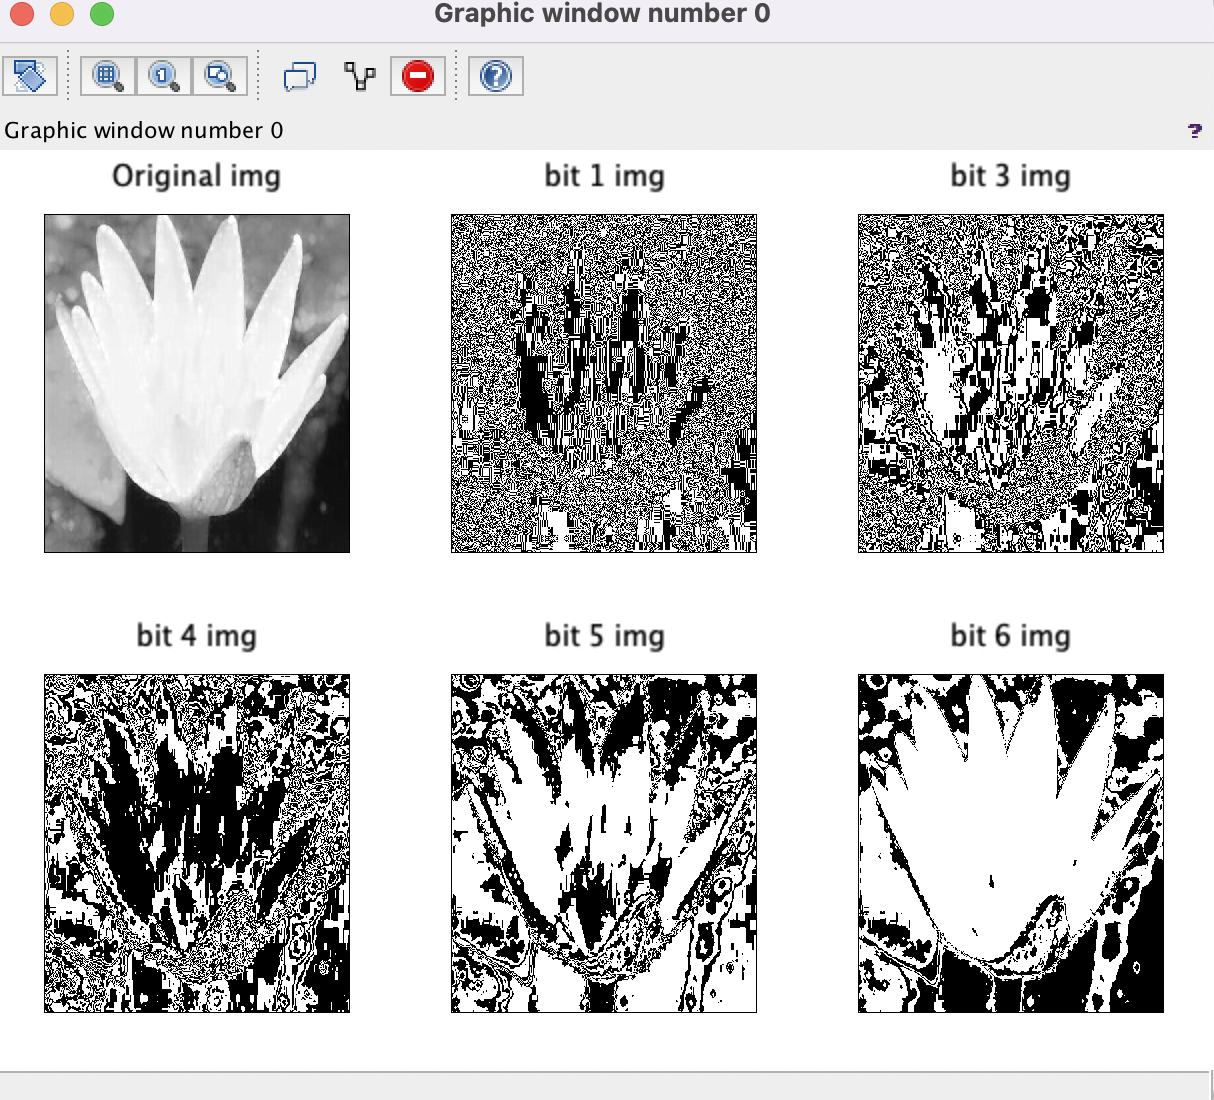 Graphic window number 0
Graphic window number 0
?
Original img
bit 1 img
bit 3 img
bit 4 img
bit 5 img
bit 6 img